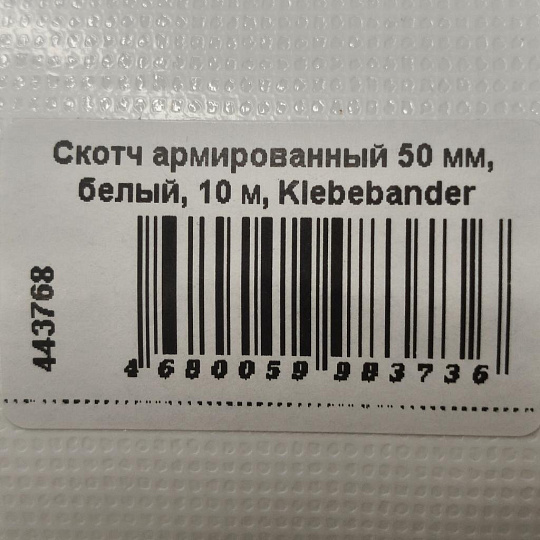 Скотч армированный 50 мм,
белый, 10 м, Klebebander
443768
4 680059 983736